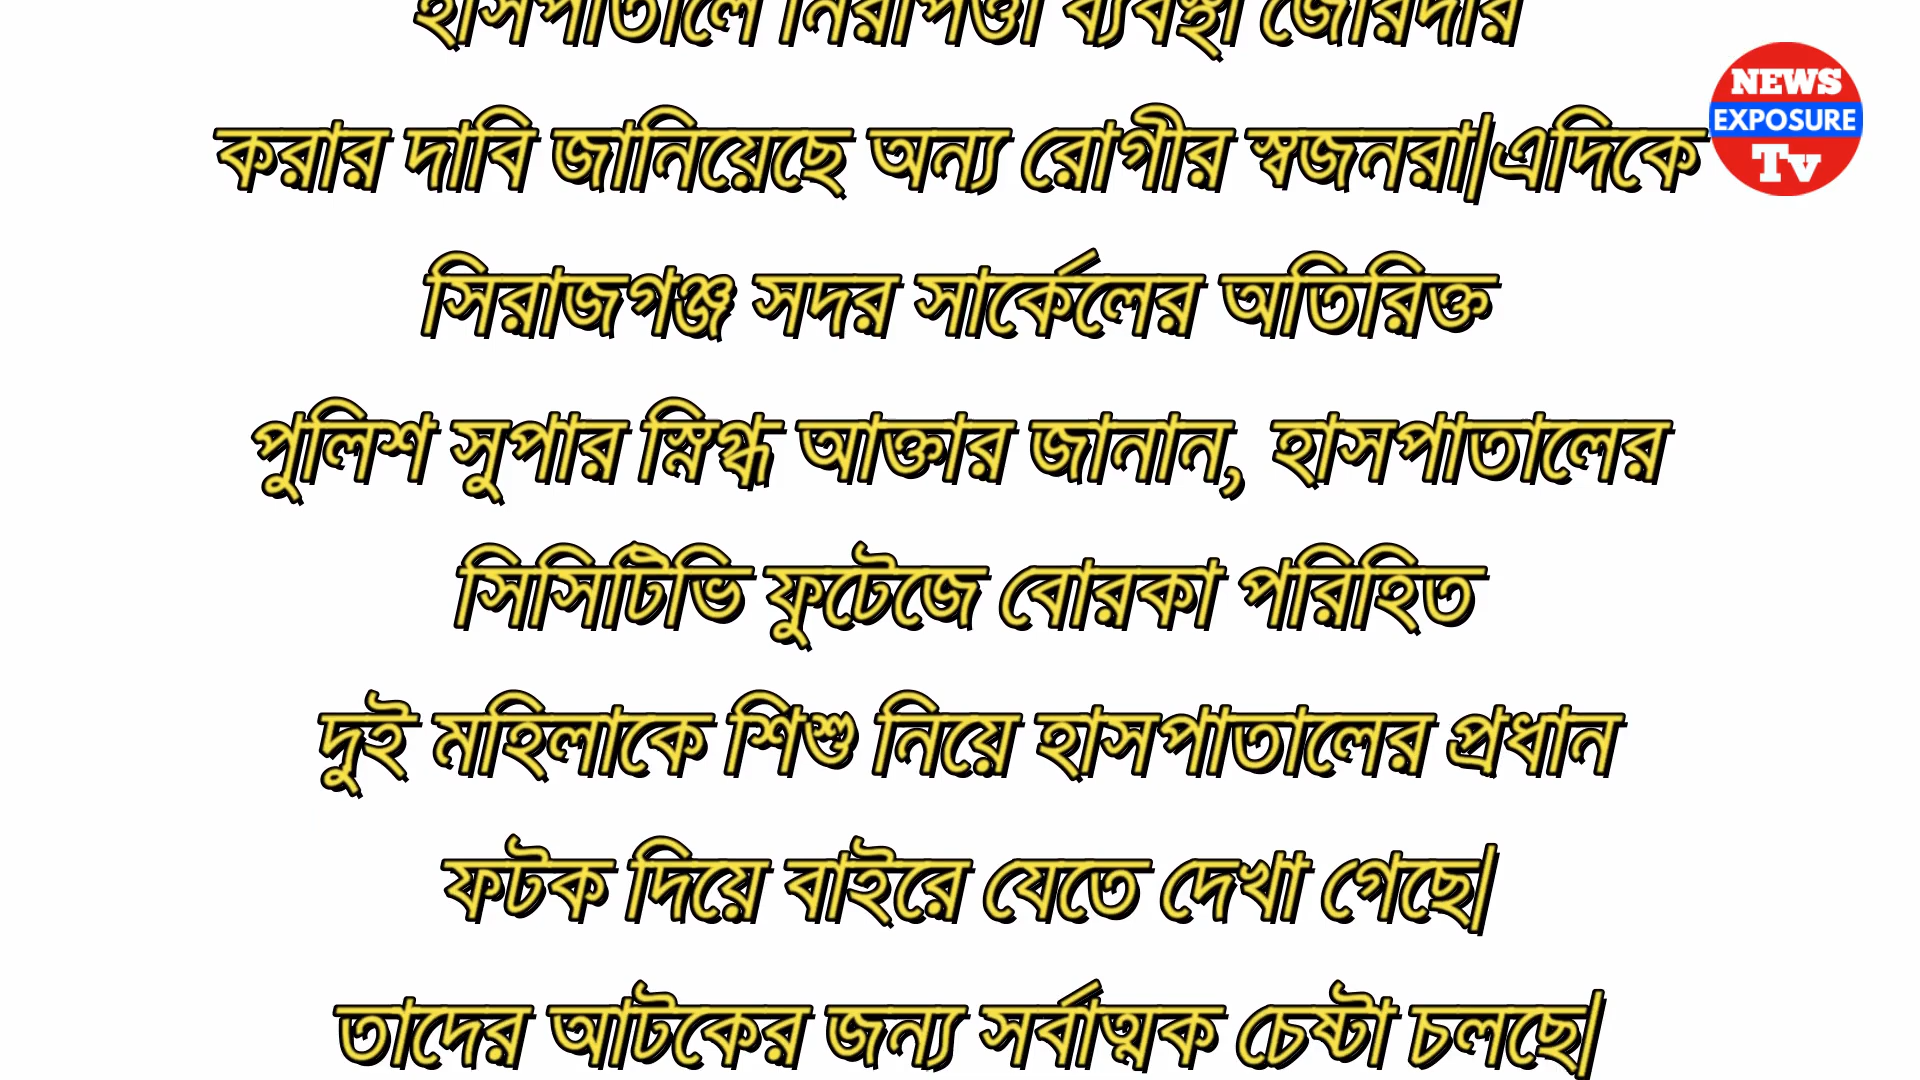 হাসপাতালে নিরাপত্তা ব্যবস্থা জোরদার
করার দাবি জানিয়েছে অন্য রোগীর স্বজনরা|এদিকে
সিরাজগঞ্জ সদর সার্কেলের অতিরিক্ত
পুলিশ সুপার স্নিগ্ধ আক্তার জানান, হাসপাতালের
সিসিটিভি ফুটেজে বোরকা পরিহিত
দুই মহিলাকে শিশু নিয়ে হাসপাতালের প্রধান
ফটক দিয়ে বাইরে যেতে দেখা গেছে|
তাদের আটকের জন্য সর্বাত্মক চেষ্টা চলছে|
NEWS
EXPOSURE
Tv